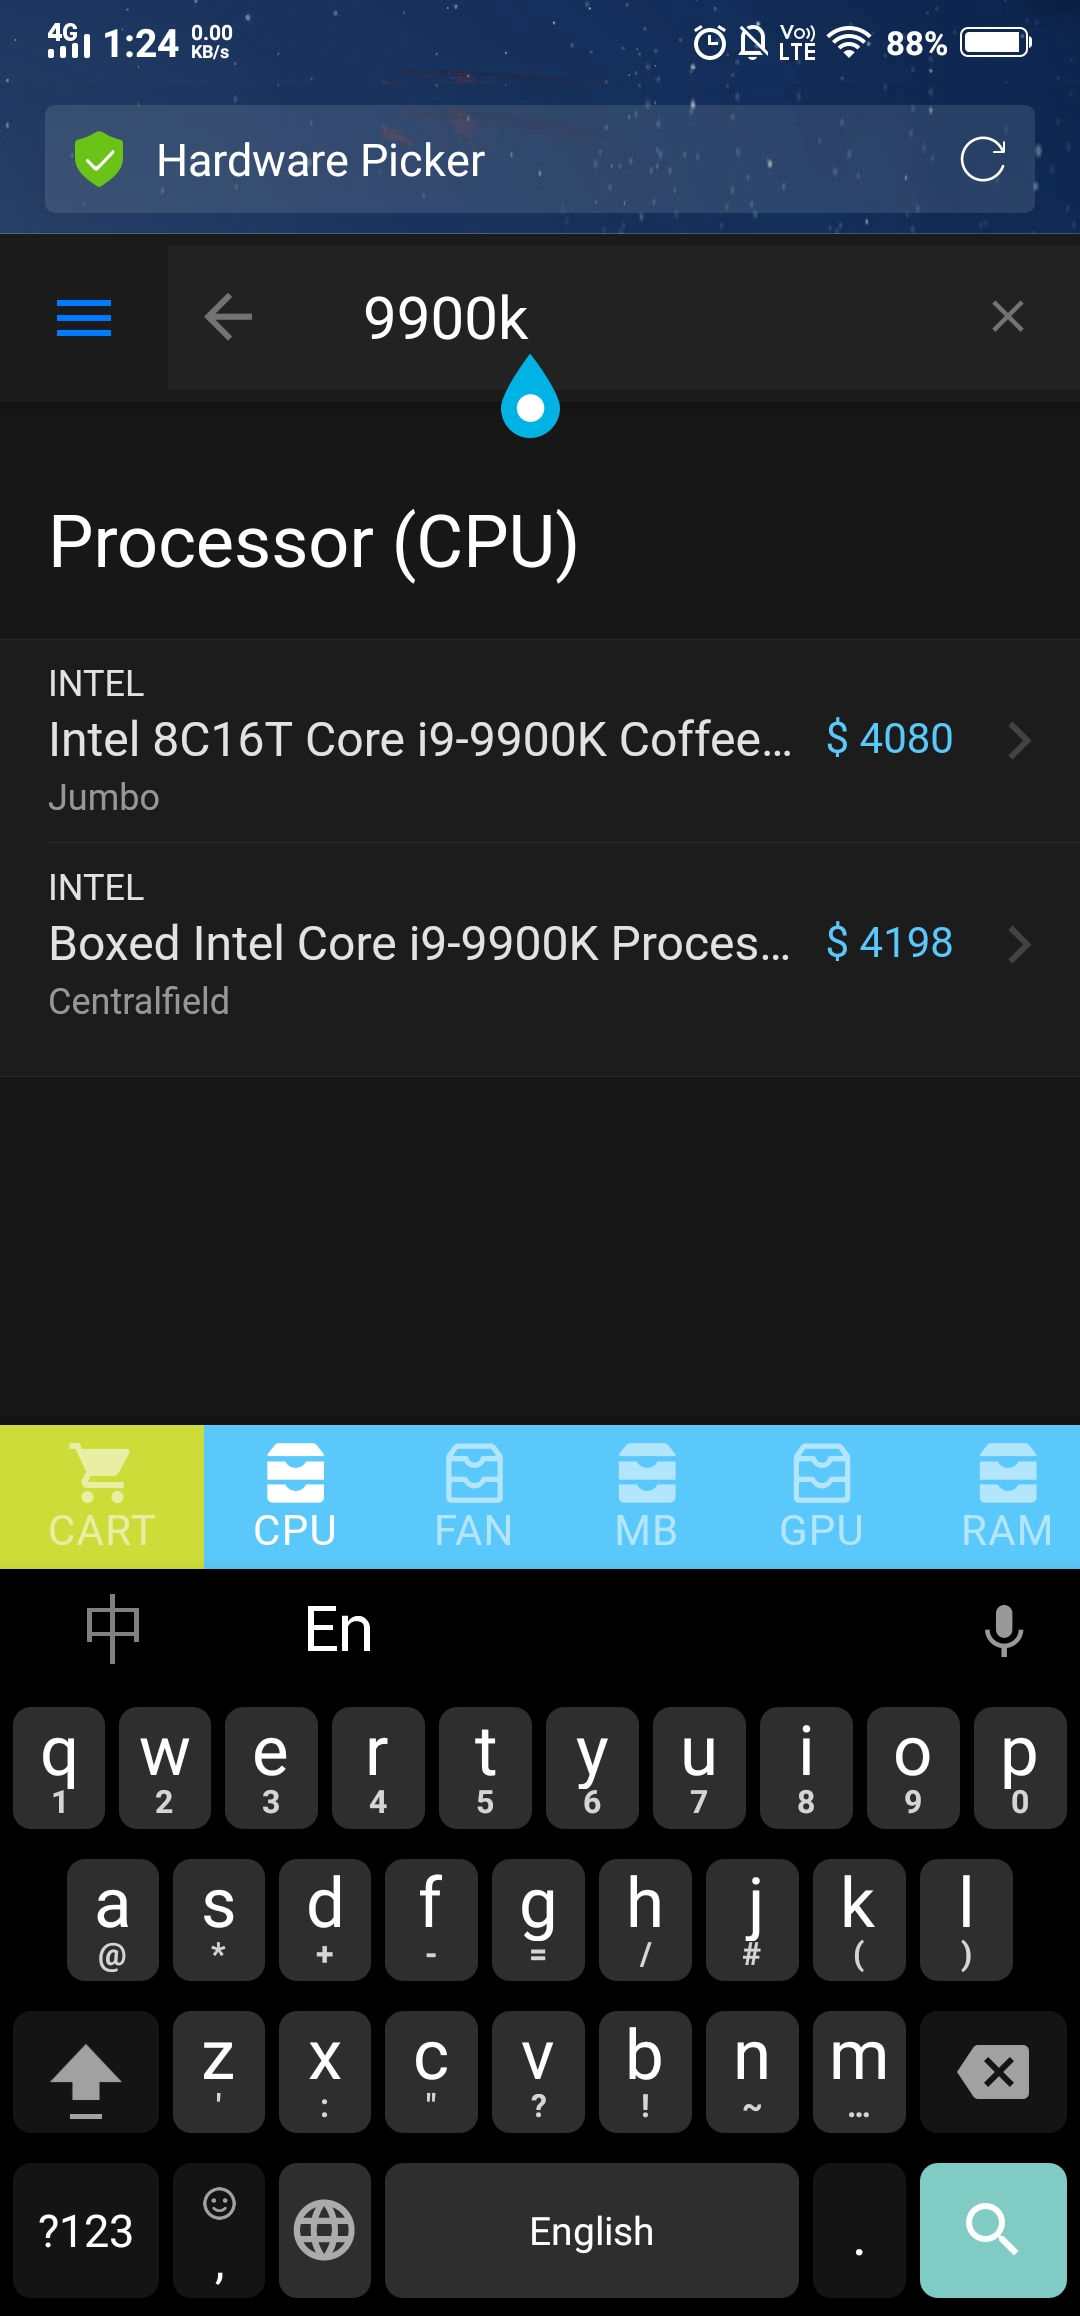 4G 1:24 0.00 KB/s Vo)) LTE 88%
Hardware Picker
9900k
Processor (CPU)
INTEL
Intel 8C16T Core i9-9900K Coffee... $ 4080
Jumbo
INTEL
Boxed Intel Core i9-9900K Proces... $ 4198
Centralfield
CART CPU FAN MB GPU RAM
中 En
q w e r t y u i o p
1 2 3 4 5 6 7 8 9 0
a s d f g h j k l
@ * + - = / # ( )
z x c v b n m
' : " ? ! ~ …
?123 , English .